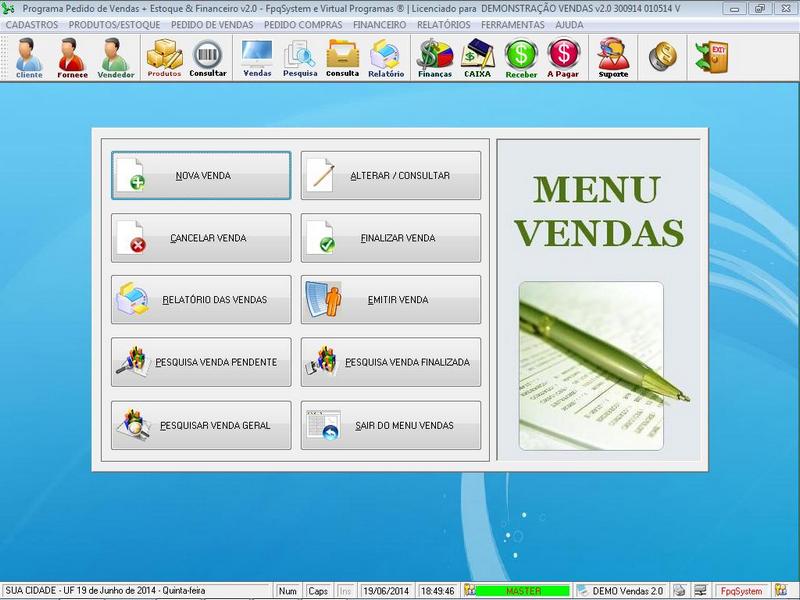 Programa Pedido de Vendas + Estoque & Financeiro v2.0 - FpqSystem e Virtual Programas ® | Licenciado para DEMONSTRAÇÃO VENDAS v2.0 300914 010514 V
CADASTROS PRODUTOS/ESTOQUE PEDIDO DE VENDAS PEDIDO COMPRAS FINANCEIRO RELATÓRIOS FERRAMENTAS AJUDA
Cliente Fornece Vendedor Produtos Consultar Vendas Pesquisa Consulta Relatório Finanças CAIXA Receber A Pagar Suporte EXIT
NOVA VENDA
ALTERAR / CONSULTAR
CANCELAR VENDA
FINALIZAR VENDA
RELATÓRIO DAS VENDAS
EMITIR VENDA
PESQUISA VENDA PENDENTE
PESQUISA VENDA FINALIZADA
PESQUISAR VENDA GERAL
SAIR DO MENU VENDAS
MENU
VENDAS
SUA CIDADE - UF 19 de Junho de 2014 - Quinta-feira Num Caps Ins 19/06/2014 18:49:46 MASTER DEMO Vendas 2.0 FpqSystem